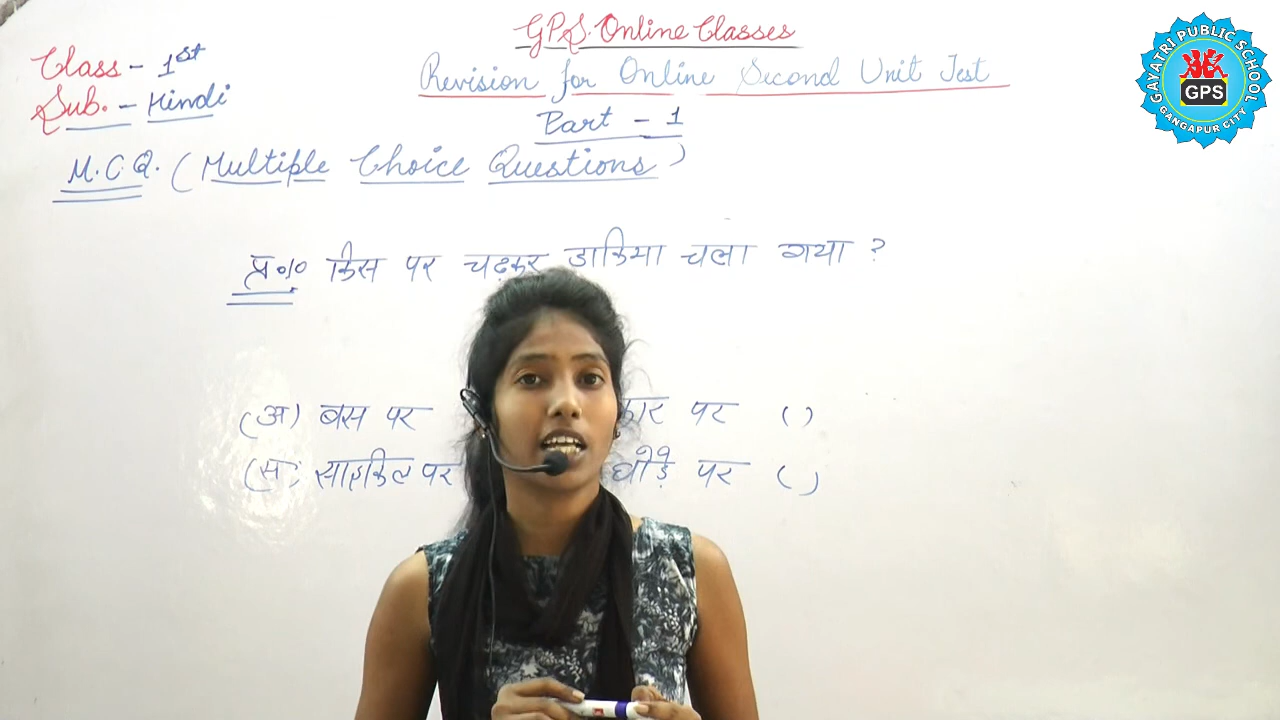 G.P.S. Online Classes
Class - 1st
Revision for Online Second Unit Test
Sub. - Hindi
Part - 1
M.C.Q. (Multiple Choice Questions)
प्र०/० किस पर चढ़कर डाकिया चला गया ?
(अ) बस पर कार पर ( )
(स) साइकिल पर घोड़े पर ( )
GAYATRI PUBLIC SCHOOL
GPS
GANGAPUR CITY